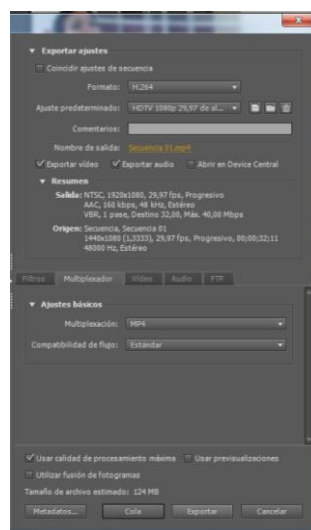 Exportar ajustes
Coincidir ajustes de secuencia
Formato: H.264
Ajuste predeterminado: HDTV 1080p 29,97 de al...
Comentarios:
Nombre de salida: Secuencia 01.mp4
Exportar vídeo Exportar audio Abrir en Device Central
Resumen
Salida: NTSC, 1920x1080, 29,97 fps, Progresivo
AAC, 160 kbps, 48 kHz, Estéreo
VBR, 1 pase, Destino 32,00, Máx. 40,00 Mbps
Origen: Secuencia, Secuencia 01
1440x1080 (1,3333), 29,97 fps, Progresivo, 00;00;32;11
48000 Hz, Estéreo
Filtros Multiplexador Vídeo Audio FTP
Ajustes básicos
Multiplexación: MP4
Compatibilidad de flujo: Estándar
Usar calidad de procesamiento máxima Usar previsualizaciones
Utilizar fusión de fotogramas
Tamaño de archivo estimado: 124 MB
Metadatos... Cola Exportar Cancelar